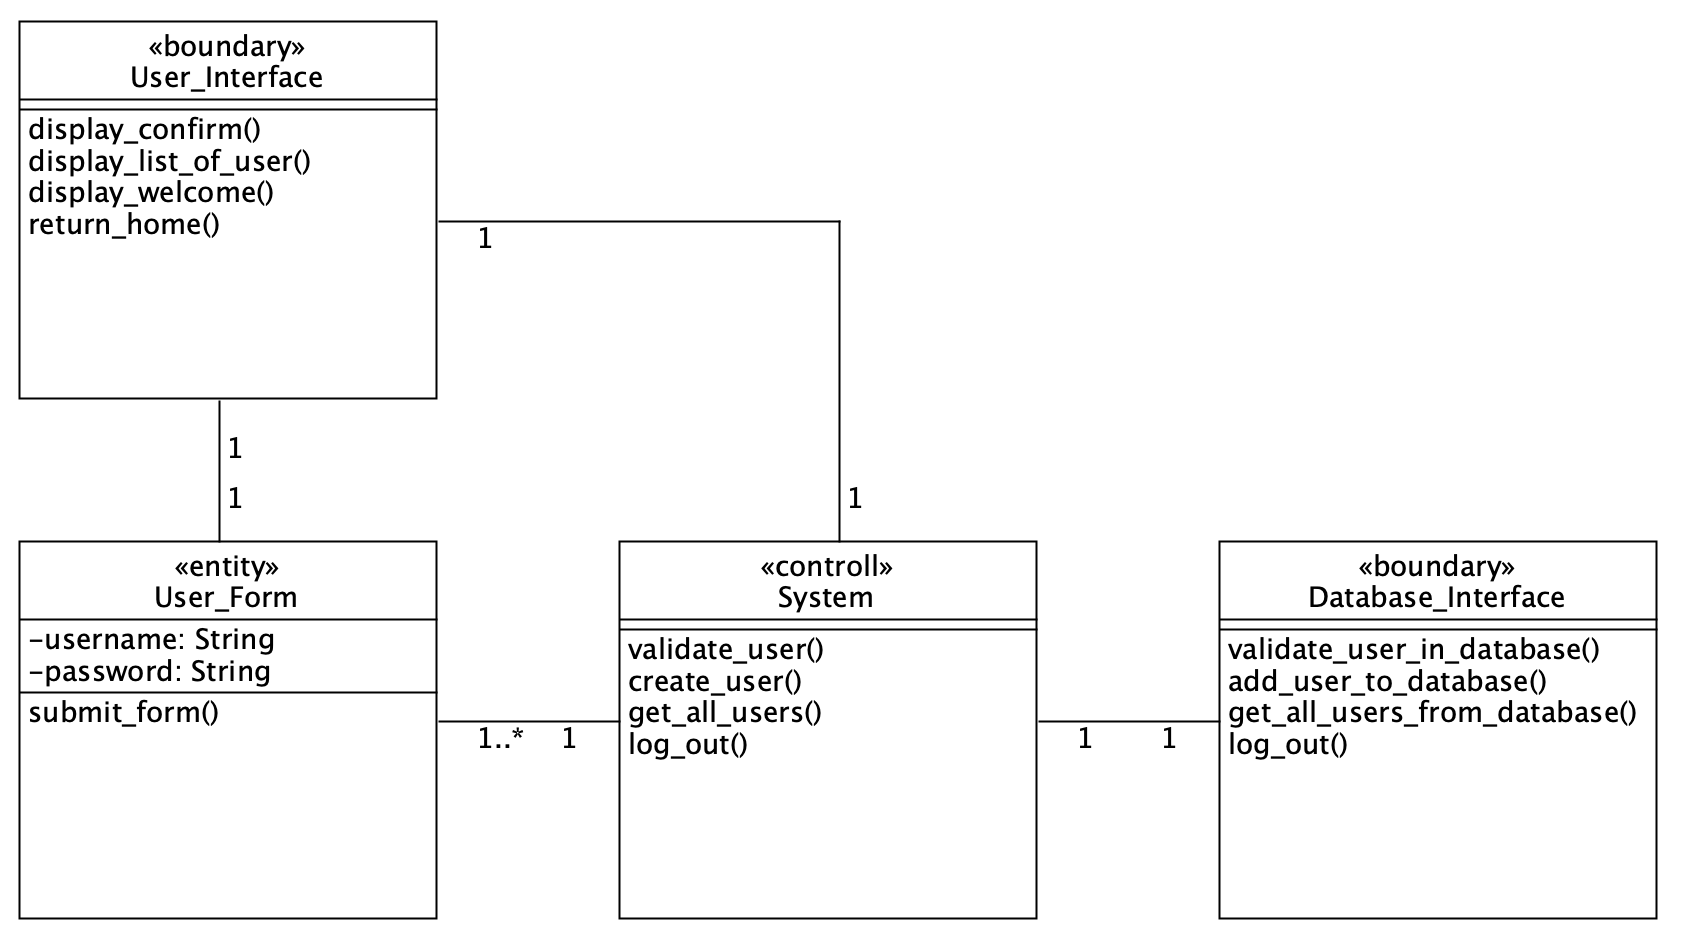 «boundary»
User_Interface
display_confirm()
display_list_of_user()
display_welcome()
return_home()
1
1
1
1
«entity»
User_Form
-username: String
-password: String
submit_form()
1..*
1
«controll»
System
validate_user()
create_user()
get_all_users()
log_out()
1
1
«boundary»
Database_Interface
validate_user_in_database()
add_user_to_database()
get_all_users_from_database()
log_out()